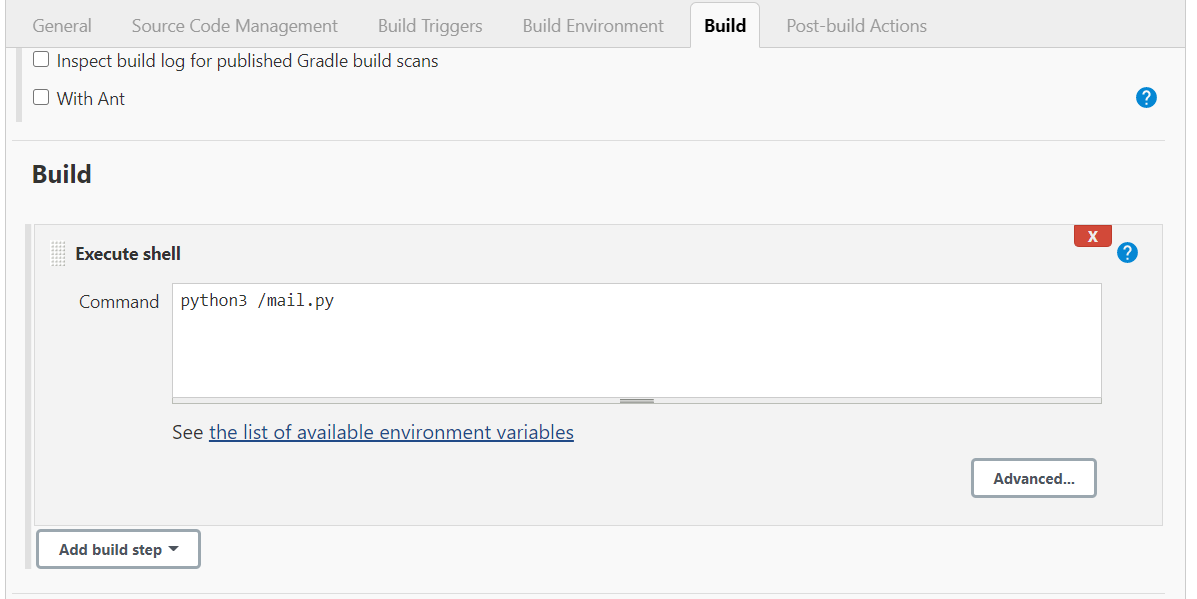 General Source Code Management Build Triggers Build Environment Build Post-build Actions
Inspect build log for published Gradle build scans
With Ant
?
Build
X
Execute shell
?
Command python3 /mail.py
See the list of available environment variables
Advanced...
Add build step